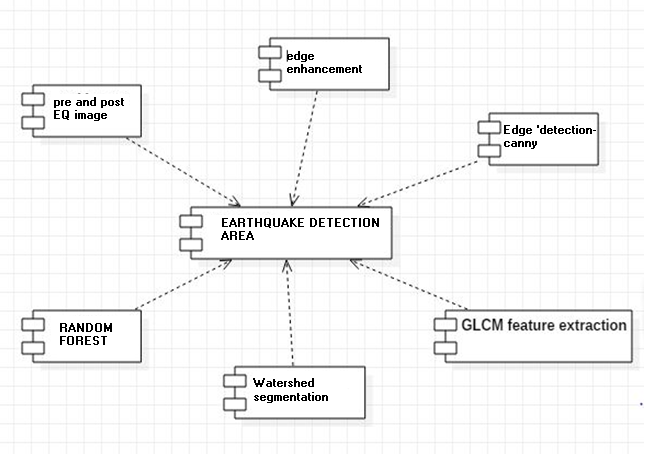 edge
enhancement
pre and post
EQ image
Edge 'detection-
canny
EARTHQUAKE DETECTION
AREA
RANDOM
FOREST
GLCM feature extraction
Watershed
segmentation